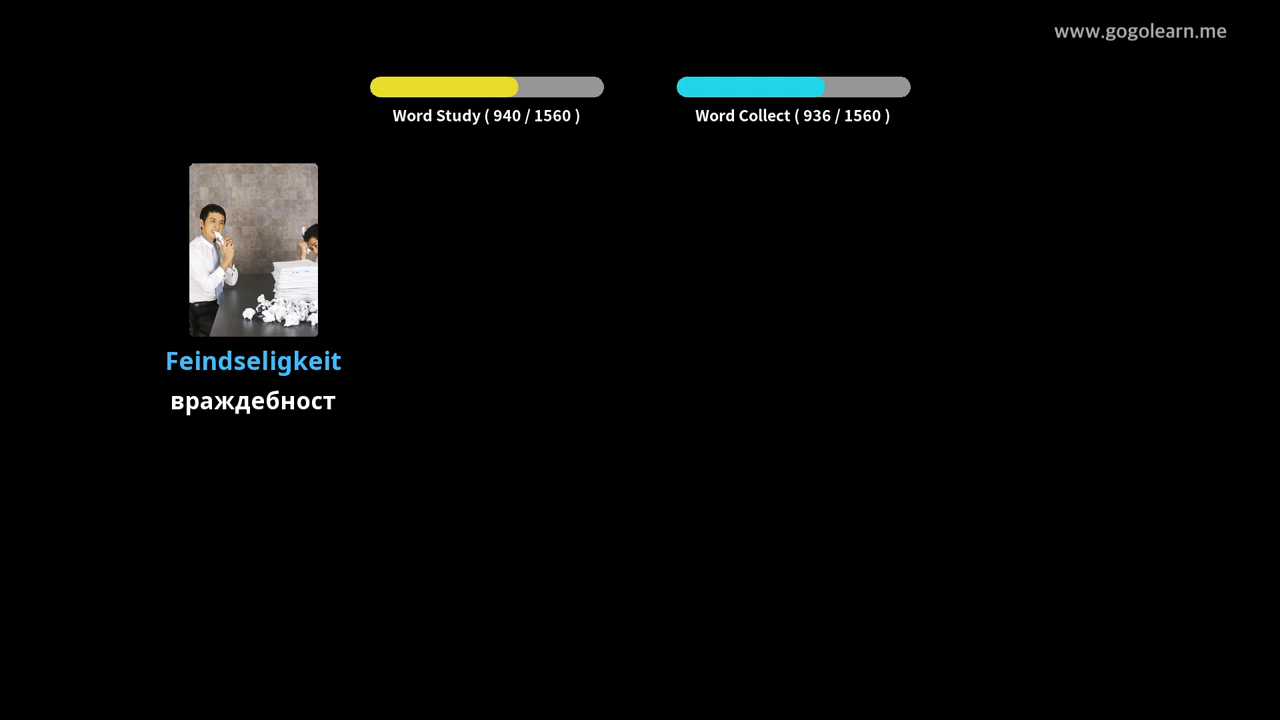 www.gogolearn.me
Word Study ( 940 / 1560 )
Word Collect ( 936 / 1560 )
Feindseligkeit
враждебност